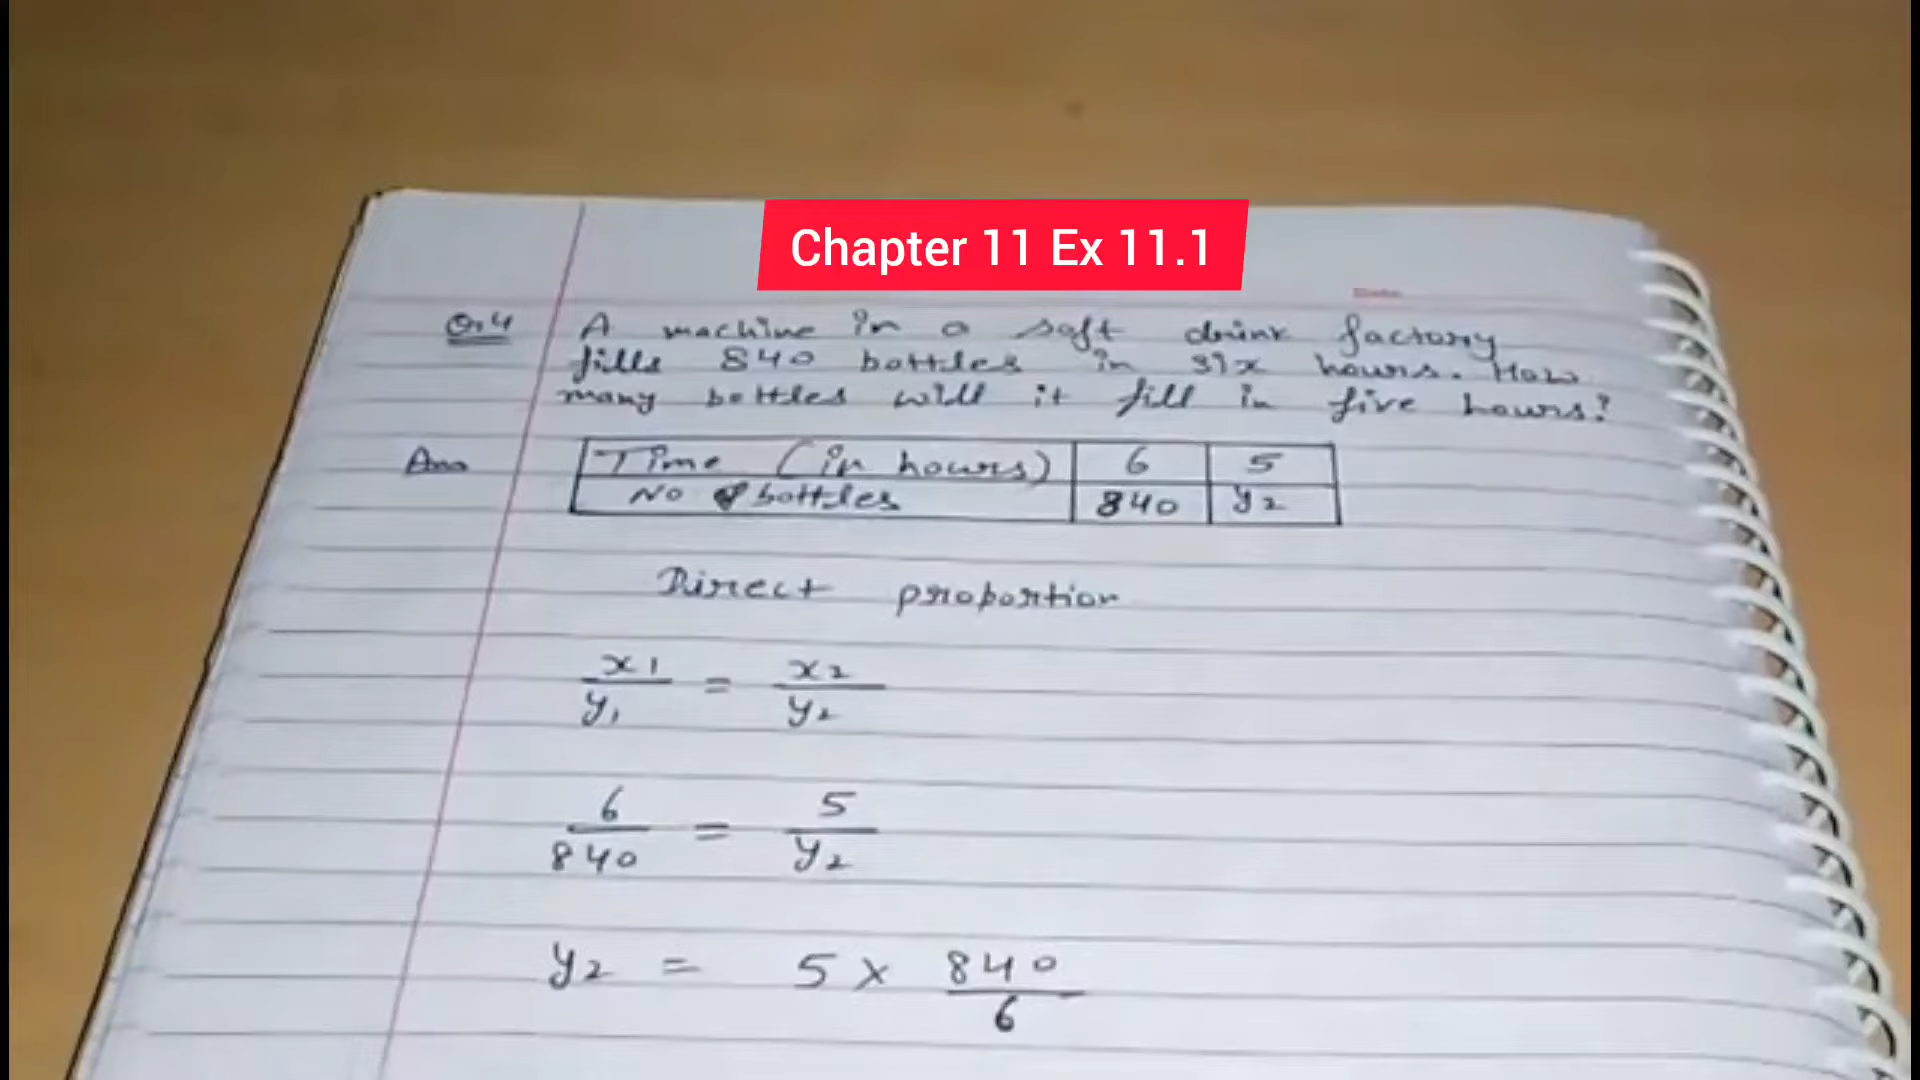 Chapter 11 Ex 11.1
Q.4 A machine in a soft drink factory
fills 840 bottles in six hours. How
many bottles will it fill in five hours?
Ans Time (in hours) 6 5
No of bottles 840 y2
Direct proportion
x1/y1 = x2/y2
6/840 = 5/y2
y2 = 5 × 840/6